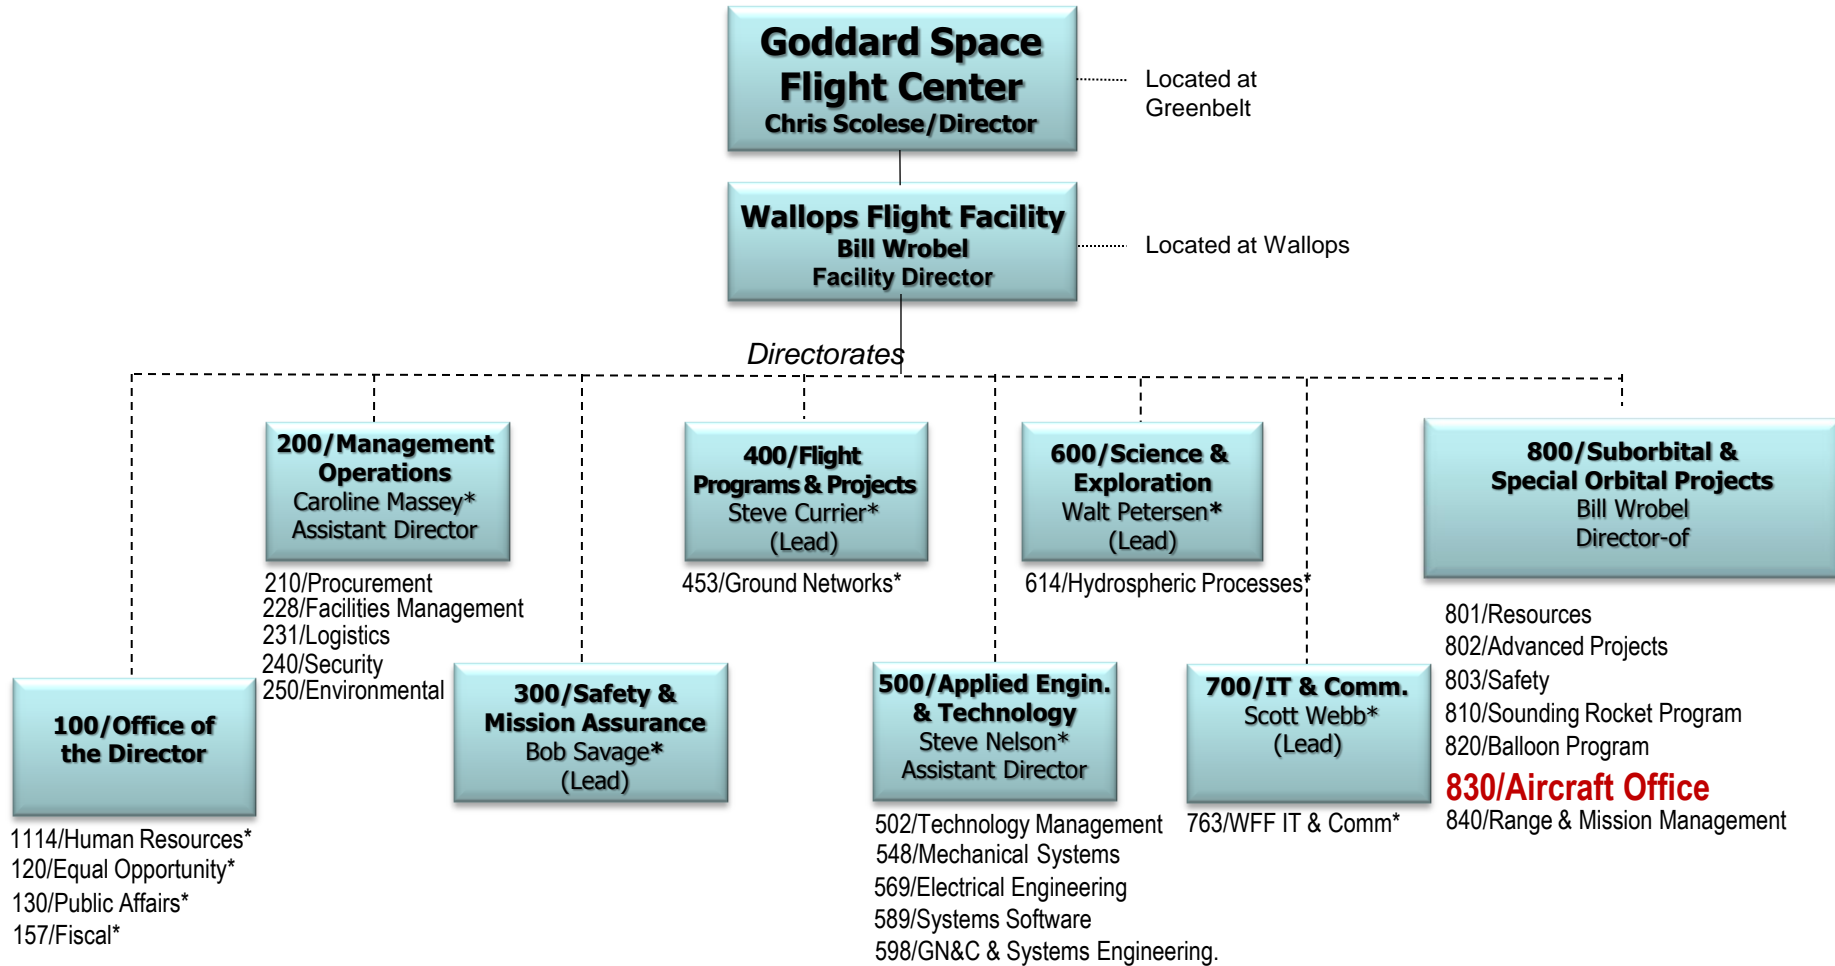 Goddard Space
Flight Center
Chris Scolese/Director
Located at
Greenbelt
Wallops Flight Facility
Bill Wrobel
Facility Director
Located at Wallops
Directorates
200/Management
Operations
Caroline Massey*
Assistant Director
210/Procurement
228/Facilities Management
231/Logistics
240/Security
250/Environmental
400/Flight
Programs & Projects
Steve Currier*
(Lead)
453/Ground Networks*
600/Science &
Exploration
Walt Petersen*
(Lead)
614/Hydrospheric Processes*
800/Suborbital &
Special Orbital Projects
Bill Wrobel
Director-of
801/Resources
802/Advanced Projects
803/Safety
810/Sounding Rocket Program
820/Balloon Program
830/Aircraft Office
840/Range & Mission Management
100/Office of
the Director
1114/Human Resources*
120/Equal Opportunity*
130/Public Affairs*
157/Fiscal*
300/Safety &
Mission Assurance
Bob Savage*
(Lead)
500/Applied Engin.
& Technology
Steve Nelson*
Assistant Director
502/Technology Management
548/Mechanical Systems
569/Electrical Engineering
589/Systems Software
598/GN&C & Systems Engineering.
700/IT & Comm.
Scott Webb*
(Lead)
763/WFF IT & Comm*